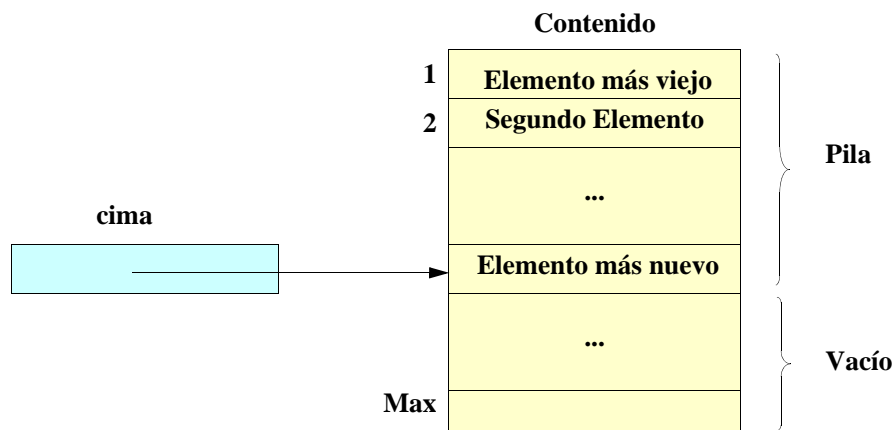 Contenido
1
Elemento más viejo
2
Segundo Elemento
Pila
...
cima
Elemento más nuevo
...
Vacío
Max